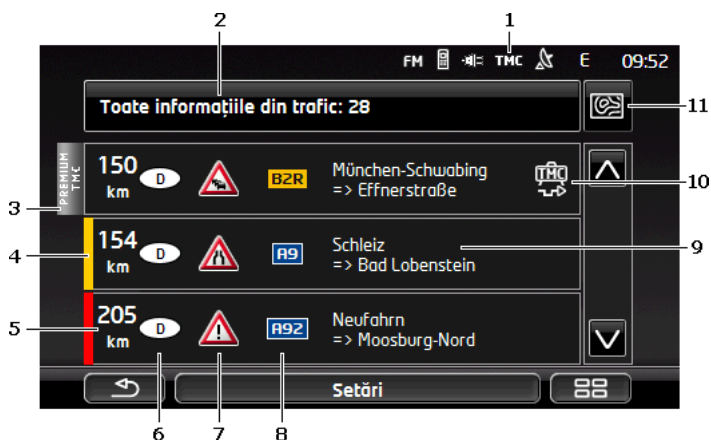 2 1
FM TMC E 09:52
Toate informațiile din trafic: 28
11
PREMIUM
TMC
150
km
D
B2R
München-Schwabing
=> Effnerstraße
TMC
10
3
154
km
D
A9
Schleiz
=> Bad Lobenstein
9
4
205
km
D
A92
Neufahrn
=> Moosburg-Nord
5
Setări
6 7 8